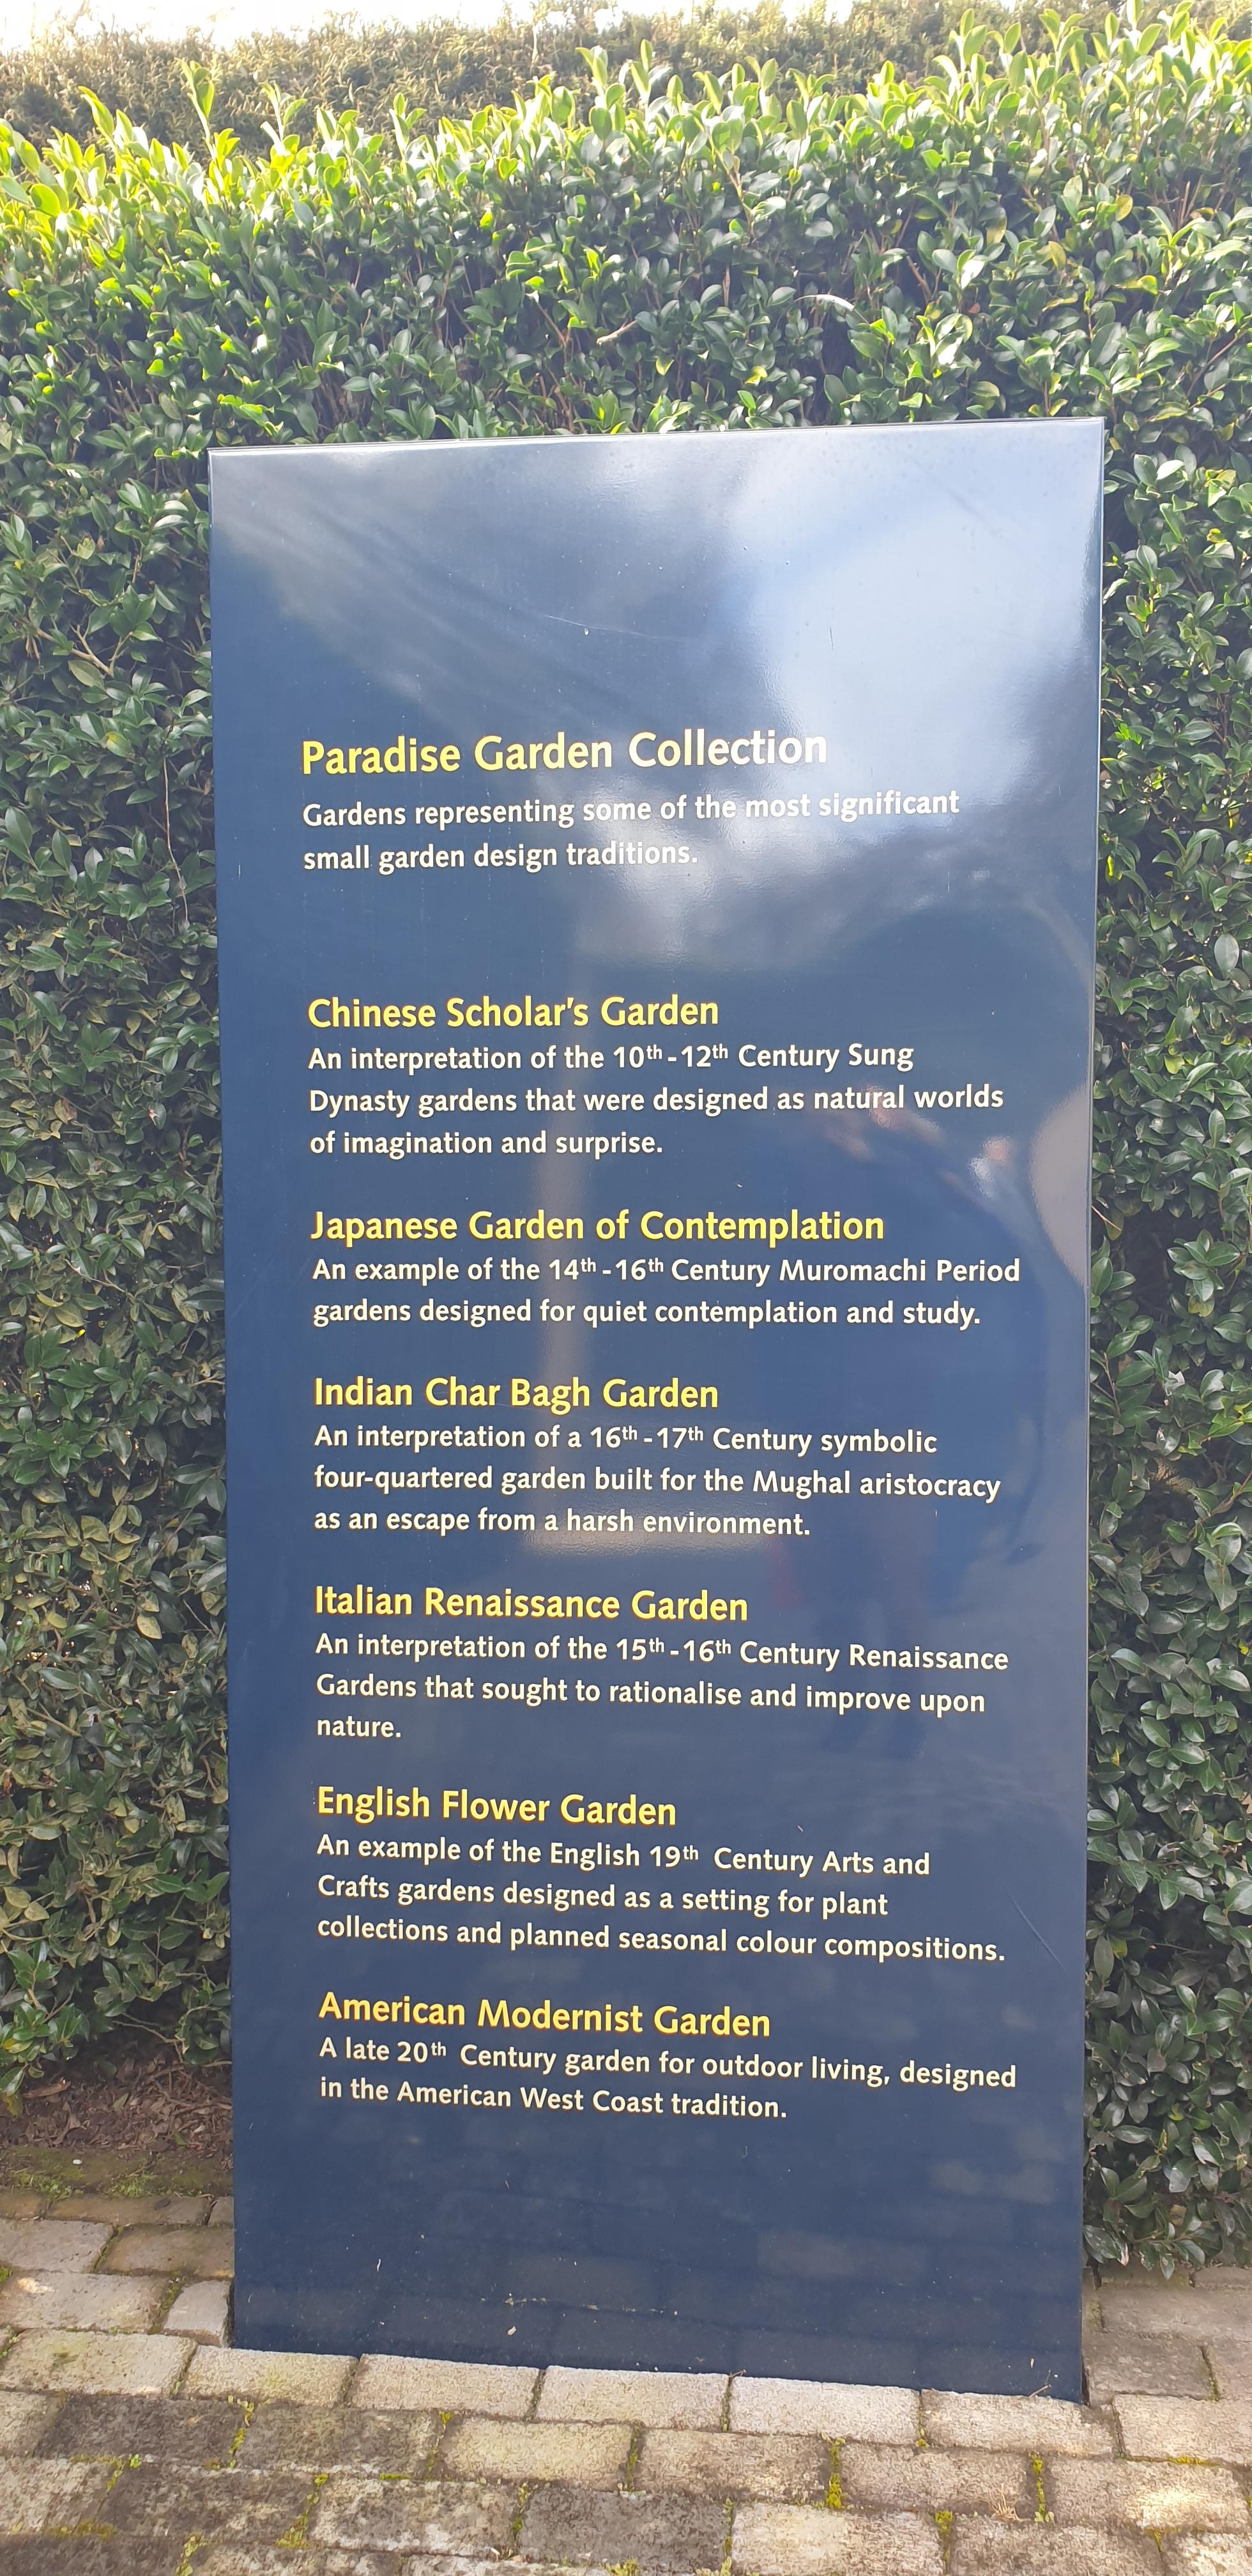 Paradise Garden Collection
Gardens representing some of the most significant
small garden design traditions.
Chinese Scholar's Garden
An interpretation of the 10th-12th Century Sung
Dynasty gardens that were designed as natural worlds
of imagination and surprise.
Japanese Garden of Contemplation
An example of the 14th-16th Century Muromachi Period
gardens designed for quiet contemplation and study.
Indian Char Bagh Garden
An interpretation of a 16th-17th Century symbolic
four-quartered garden built for the Mughal aristocracy
as an escape from a harsh environment.
Italian Renaissance Garden
An interpretation of the 15th-16th Century Renaissance
Gardens that sought to rationalise and improve upon
nature.
English Flower Garden
An example of the English 19th Century Arts and
Crafts gardens designed as a setting for plant
collections and planned seasonal colour compositions.
American Modernist Garden
A late 20th Century garden for outdoor living, designed
in the American West Coast tradition.